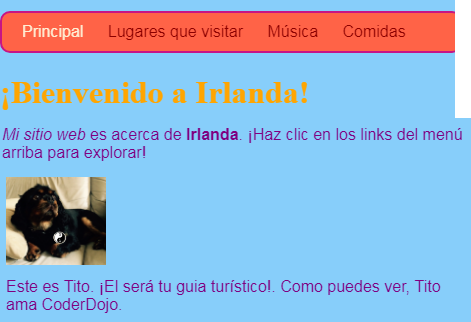 Principal Lugares que visitar Música Comidas
¡Bienvenido a Irlanda!
Mi sitio web es acerca de Irlanda. ¡Haz clic en los links del menú
arriba para explorar!
Este es Tito. ¡El será tu guia turístico!. Como puedes ver, Tito
ama CoderDojo.